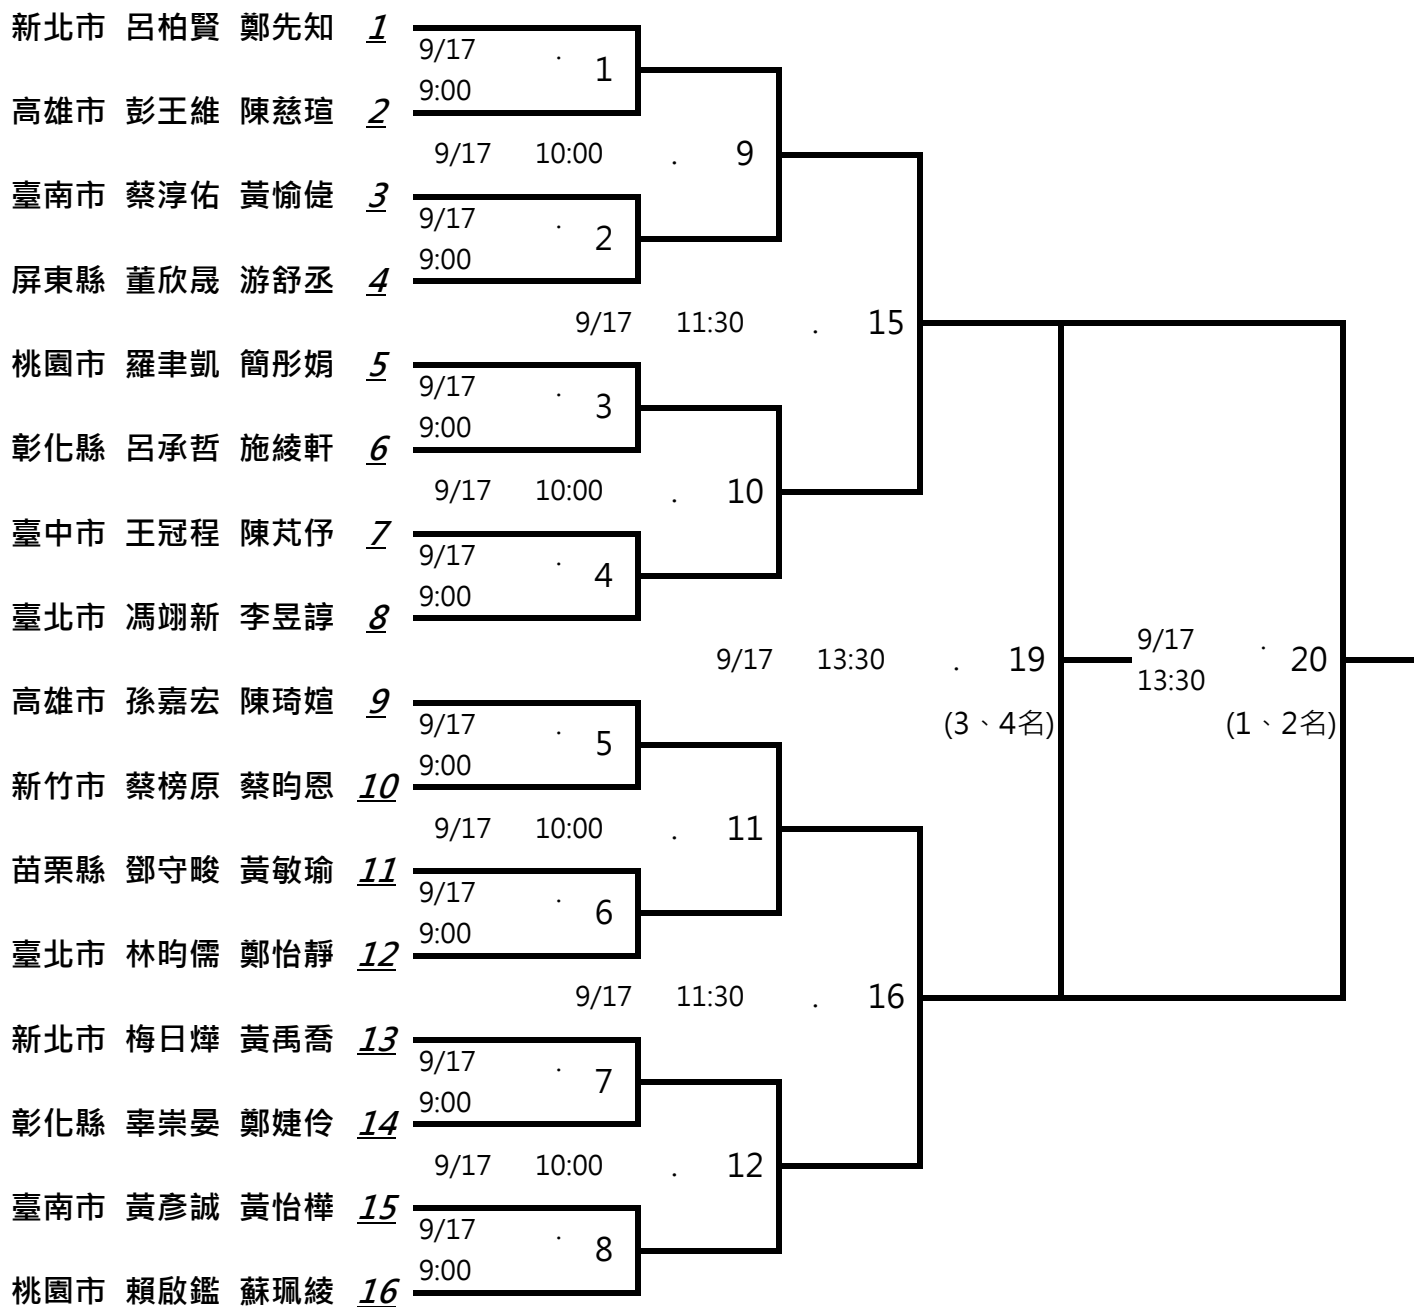 新北市 呂柏賢 鄭先知 1
9/17 . 1
9:00
高雄市 彭王維 陳慈瑄 2
9/17 10:00 . 9
臺南市 蔡淳佑 黃愉偼 3
9/17 . 2
9:00
屏東縣 董欣晟 游舒丞 4
9/17 11:30 . 15
桃園市 羅聿凱 簡彤娟 5
9/17 . 3
9:00
彰化縣 呂承哲 施綾軒 6
9/17 10:00 . 10
臺中市 王冠程 陳芃伃 7
9/17 . 4
9:00
臺北市 馮翊新 李昱諄 8
9/17 13:30 . 19
(3、4名)
9/17 . 20
13:30
(1、2名)
高雄市 孫嘉宏 陳琦媗 9
9/17 . 5
9:00
新竹市 蔡榜原 蔡昀恩 10
9/17 10:00 . 11
苗栗縣 鄧守畯 黃敏瑜 11
9/17 . 6
9:00
臺北市 林昀儒 鄭怡靜 12
9/17 11:30 . 16
新北市 梅日燁 黃禹喬 13
9/17 . 7
9:00
彰化縣 辜崇晏 鄭婕伶 14
9/17 10:00 . 12
臺南市 黃彥誠 黃怡樺 15
9/17 . 8
9:00
桃園市 賴啟鑑 蘇珮綾 16